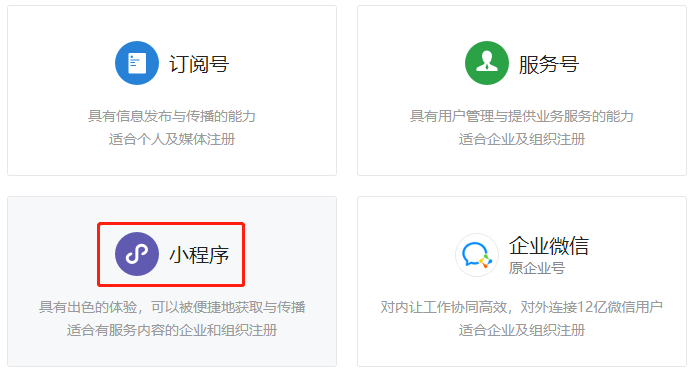 订阅号
具有信息发布与传播的能力
适合个人及媒体注册
服务号
具有用户管理与提供业务服务的能力
适合企业及组织注册
小程序
具有出色的体验，可以被便捷地获取与传播
适合有服务内容的企业和组织注册
企业微信
原企业号
对内让工作协同高效，对外连接12亿微信用户
适合企业及组织注册